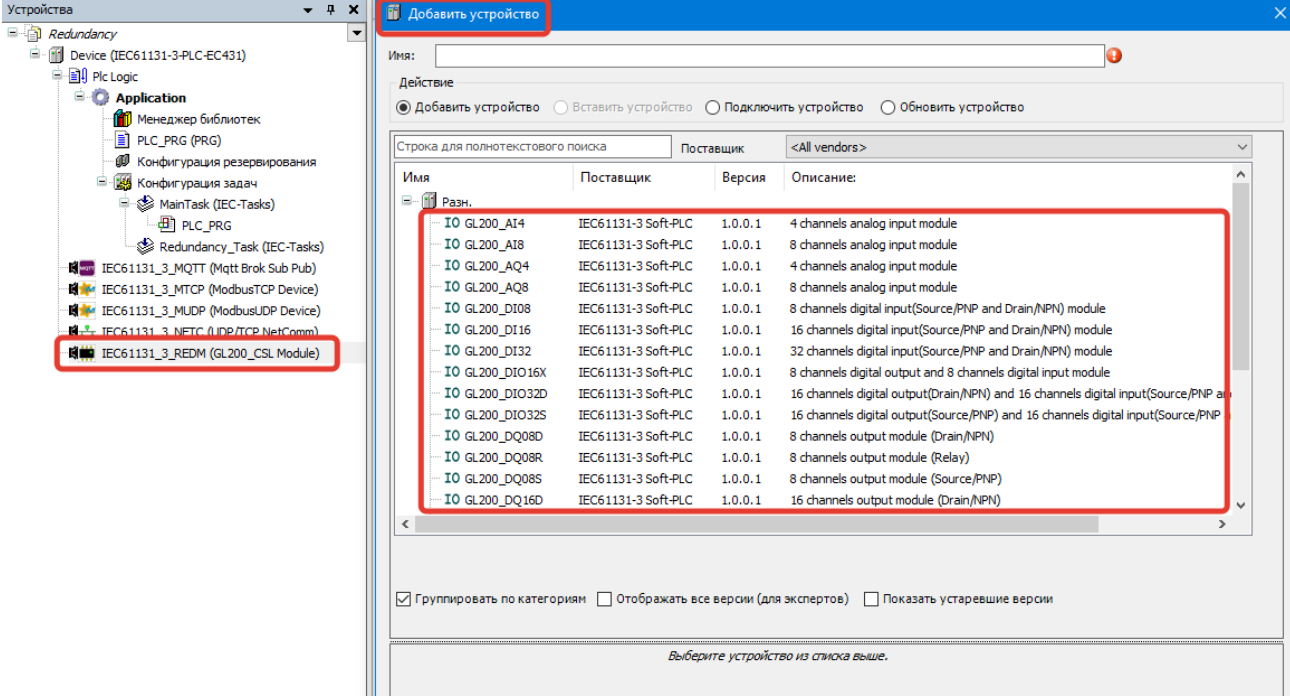 Устройства
Redundancy
Device (IEC61131-3-PLC-EC431)
Plc Logic
Application
Менеджер библиотек
PLC_PRG (PRG)
Конфигурация резервирования
Конфигурация задач
MainTask (IEC-Tasks)
PLC_PRG
Redundancy_Task (IEC-Tasks)
IEC61131_3_MQTT (Mqtt Brok Sub Pub)
IEC61131_3_MTCP (ModbusTCP Device)
IEC61131_3_MUDP (ModbusUDP Device)
IEC61131_3_NETC (UDP/TCP NetComm)
IEC61131_3_REDM (GL200_CSL Module)
Добавить устройство
Имя:
Действие
Добавить устройство Вставить устройство Подключить устройство Обновить устройство
Строка для полнотекстового поиска Поставщик <All vendors>
Имя Поставщик Версия Описание:
Разн.
IO GL200_AI4 IEC61131-3 Soft-PLC 1.0.0.1 4 channels analog input module
IO GL200_AI8 IEC61131-3 Soft-PLC 1.0.0.1 8 channels analog input module
IO GL200_AQ4 IEC61131-3 Soft-PLC 1.0.0.1 4 channels analog input module
IO GL200_AQ8 IEC61131-3 Soft-PLC 1.0.0.1 8 channels analog input module
IO GL200_DI08 IEC61131-3 Soft-PLC 1.0.0.1 8 channels digital input(Source/PNP and Drain/NPN) module
IO GL200_DI16 IEC61131-3 Soft-PLC 1.0.0.1 16 channels digital input(Source/PNP and Drain/NPN) module
IO GL200_DI32 IEC61131-3 Soft-PLC 1.0.0.1 32 channels digital input(Source/PNP and Drain/NPN) module
IO GL200_DIO16X IEC61131-3 Soft-PLC 1.0.0.1 8 channels digital output and 8 channels digital input module
IO GL200_DIO32D IEC61131-3 Soft-PLC 1.0.0.1 16 channels digital output(Drain/NPN) and 16 channels digital input(Source/PNP an
IO GL200_DIO32S IEC61131-3 Soft-PLC 1.0.0.1 16 channels digital output(Source/PNP) and 16 channels digital input(Source/PNP
IO GL200_DQ08D IEC61131-3 Soft-PLC 1.0.0.1 8 channels output module (Drain/NPN)
IO GL200_DQ08R IEC61131-3 Soft-PLC 1.0.0.1 8 channels output module (Relay)
IO GL200_DQ08S IEC61131-3 Soft-PLC 1.0.0.1 8 channels output module (Source/PNP)
IO GL200_DQ16D IEC61131-3 Soft-PLC 1.0.0.1 16 channels output module (Drain/NPN)
Группировать по категориям Отображать все версии (для экспертов) Показать устаревшие версии
Выберите устройство из списка выше.